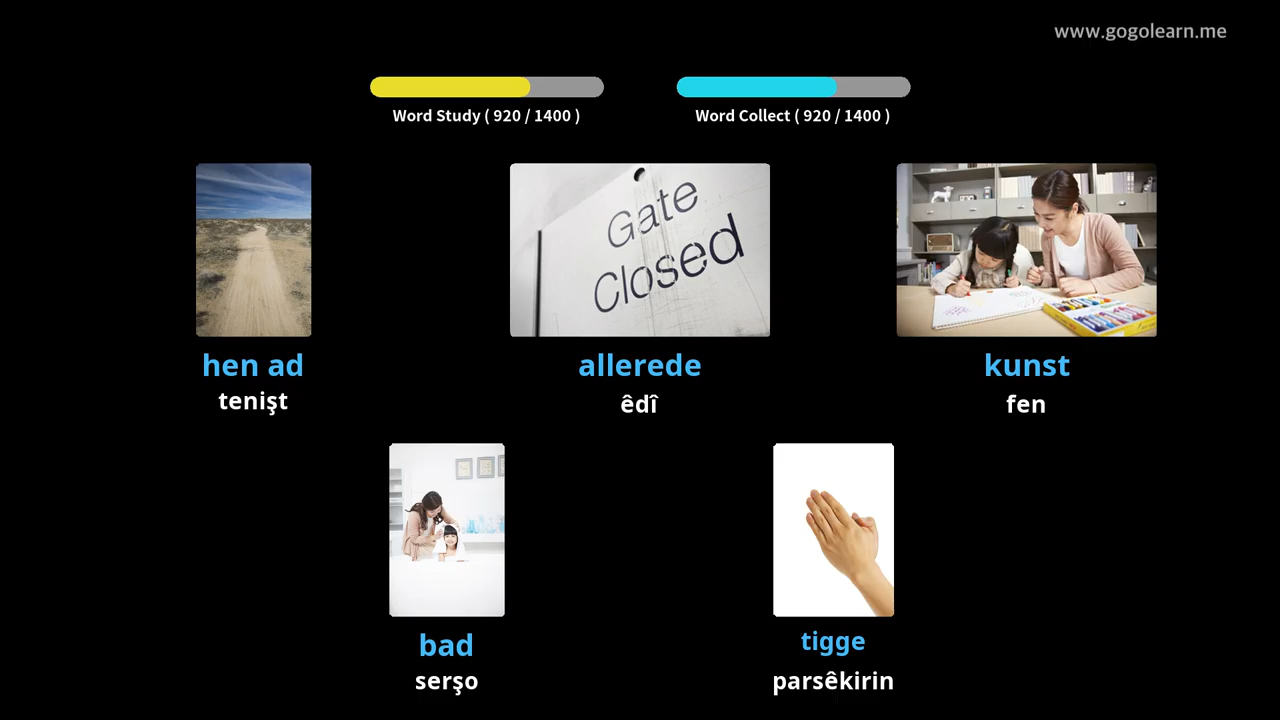 www.gogolearn.me
Word Study ( 920 / 1400 )
Word Collect ( 920 / 1400 )
Gate
Closed
hen ad
tenişt
allerede
êdî
kunst
fen
bad
serşo
tigge
parsêkirin